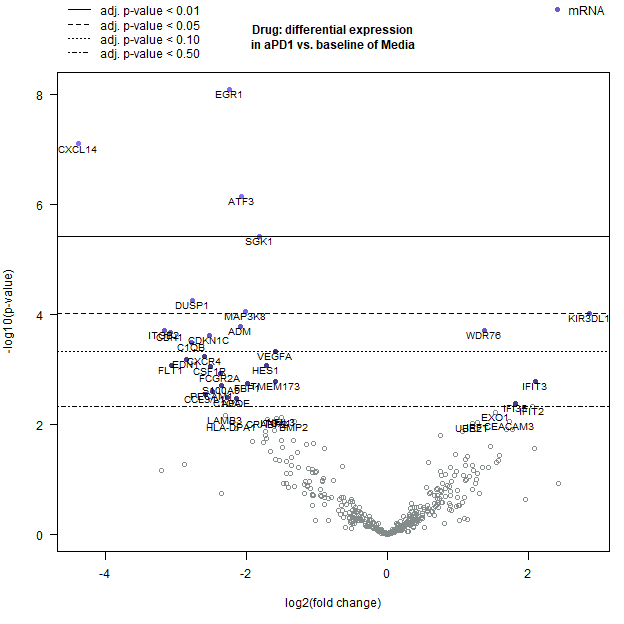 adj. p-value < 0.01
adj. p-value < 0.05
adj. p-value < 0.10
adj. p-value < 0.50
mRNA
Drug: differential expression
in aPD1 vs. baseline of Media
8
6
4
2
0
-4
-2
0
2
-log10(p-value)
log2(fold change)
EGR1
CXCL14
ATF3
SGK1
DUSP1
MAP3K8
KIR3DL1
ADM
CDKN1C
WDR76
C1QB
VEGFA
CXCR4
EDN1
FLT1
CSF1R
HES1
FCGR2A
TMEM173
IFIT3
IFIT2
EXO1
CEACAM3
LAMB3
HLA-DPA1
BMP2